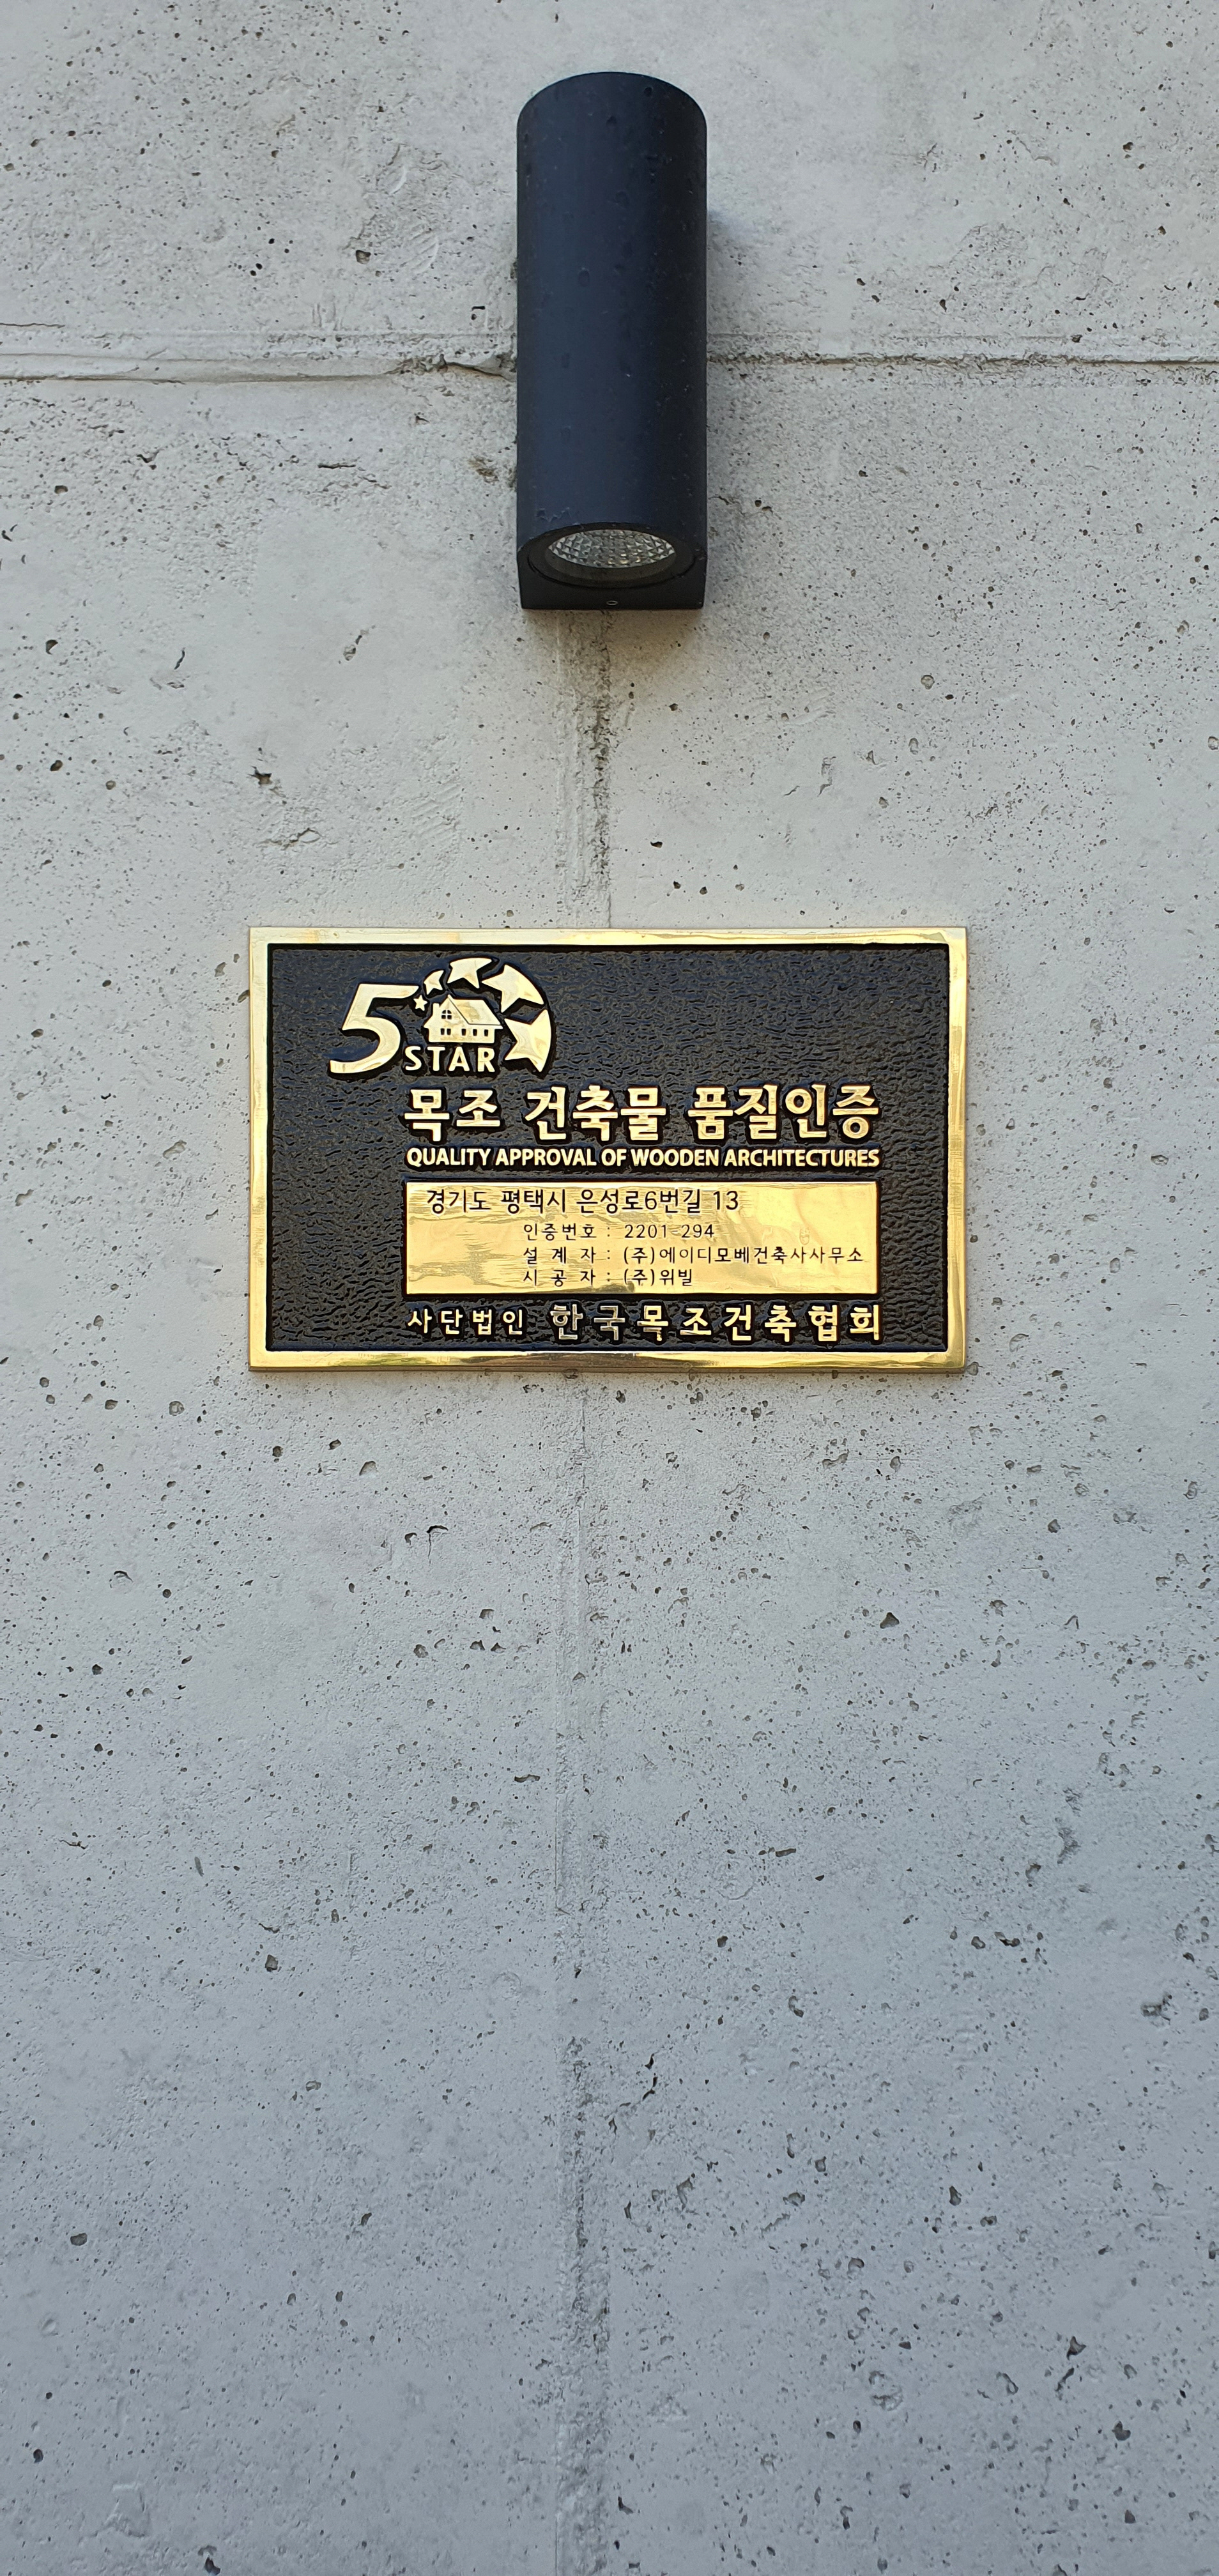 5 STAR
목조 건축물 품질인증
QUALITY APPROVAL OF WOODEN ARCHITECTURES
경기도 평택시 은성로6번길 13
인증번호 : 2201-294
설 계 자 : (주)에이디모베건축사사무소
시 공 자 : (주)위빌
사단법인 한국목조건축협회